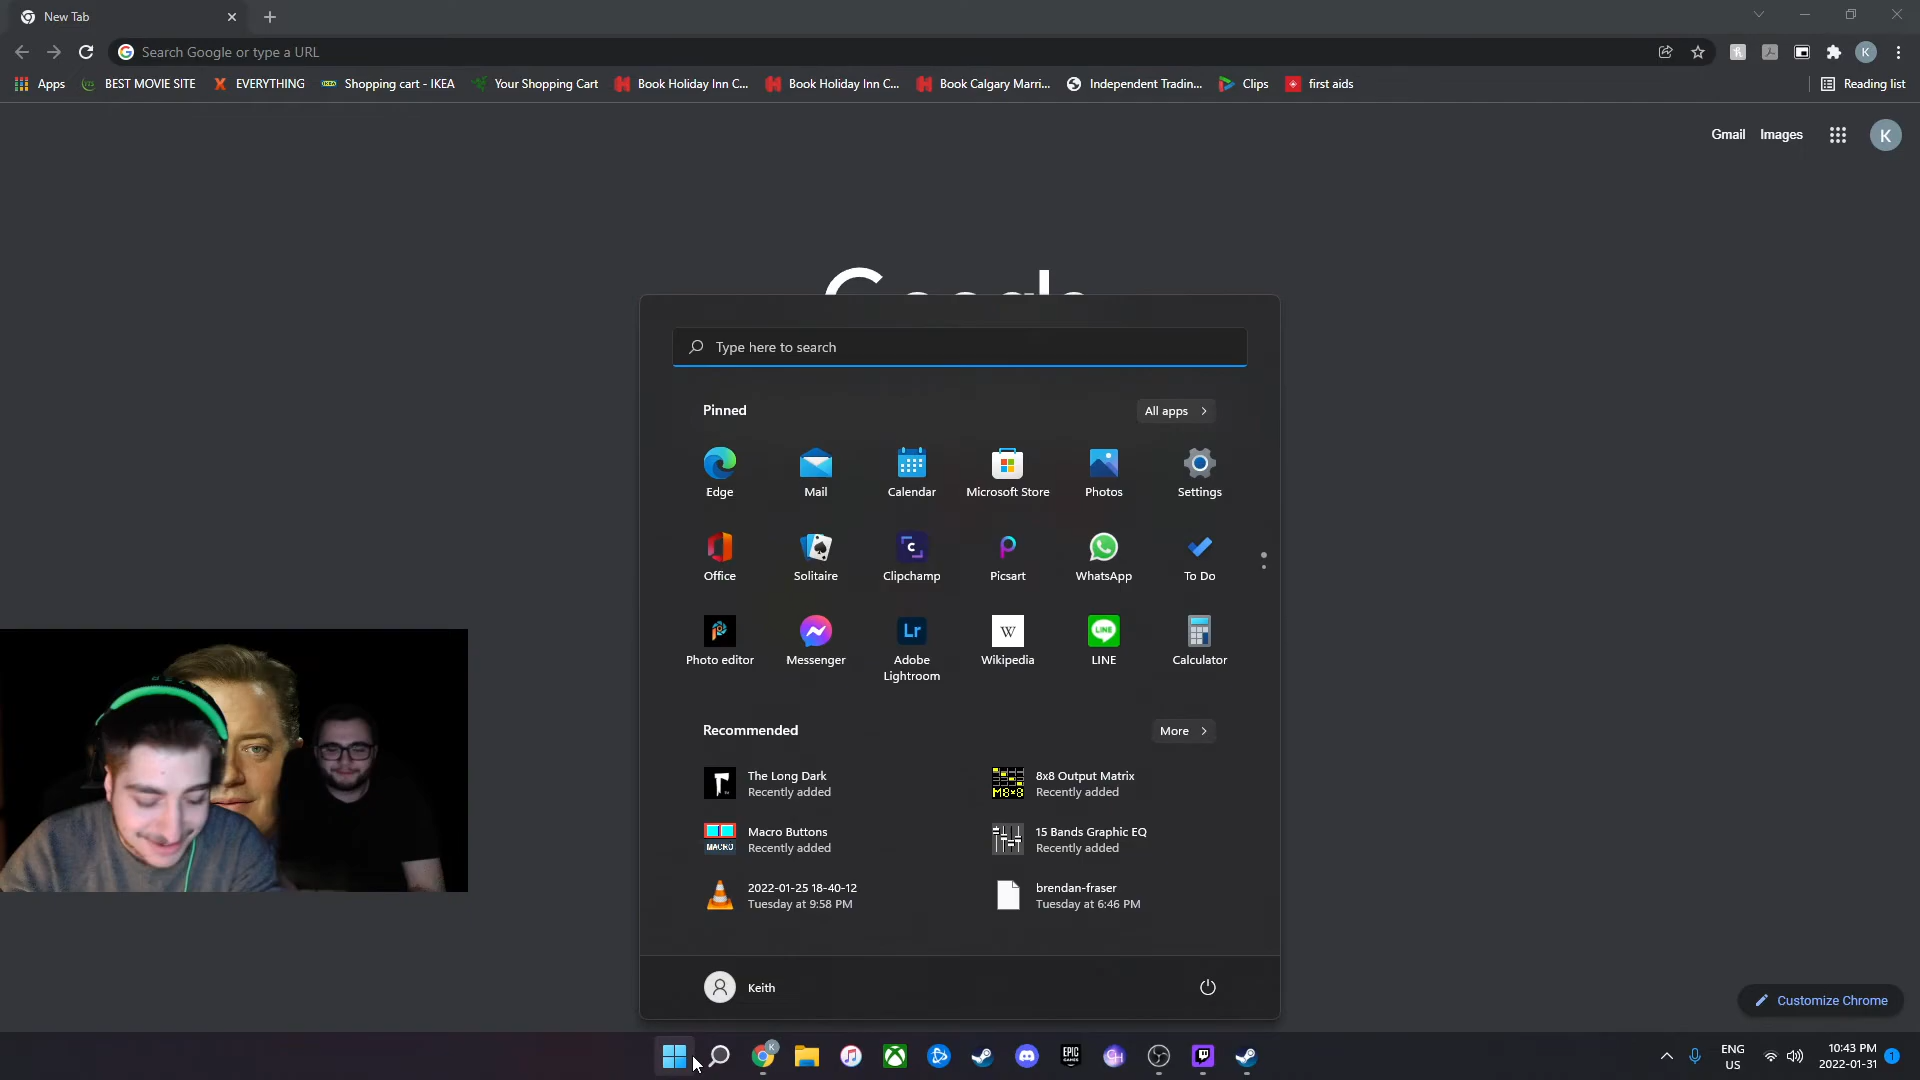 New Tab
Search Google or type a URL
Apps BEST MOVIE SITE EVERYTHING Shopping cart - IKEA Your Shopping Cart Book Holiday Inn C... Book Holiday Inn C... Book Calgary Marri... Independent Tradin... Clips first aids Reading list
Gmail Images K
Type here to search
Pinned All apps
Edge Mail Calendar Microsoft Store Photos Settings
Office Solitaire Clipchamp Picsart WhatsApp To Do
Photo editor Messenger Adobe Lightroom Wikipedia LINE Calculator
Recommended More
The Long Dark
Recently added
8x8 Output Matrix
Recently added
Macro Buttons
Recently added
15 Bands Graphic EQ
Recently added
2022-01-25 18-40-12
Tuesday at 9:58 PM
brendan-fraser
Tuesday at 6:46 PM
Keith
Customize Chrome
ENG
US
10:43 PM
2022-01-31
1